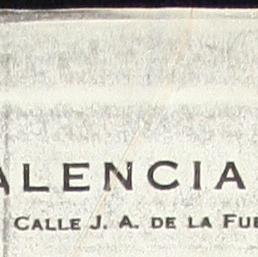 ALENCIA
CALLE J. A. DE LA FUE